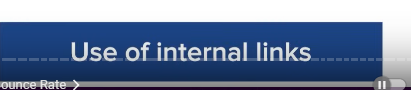 Use of internal links
ounce Rate